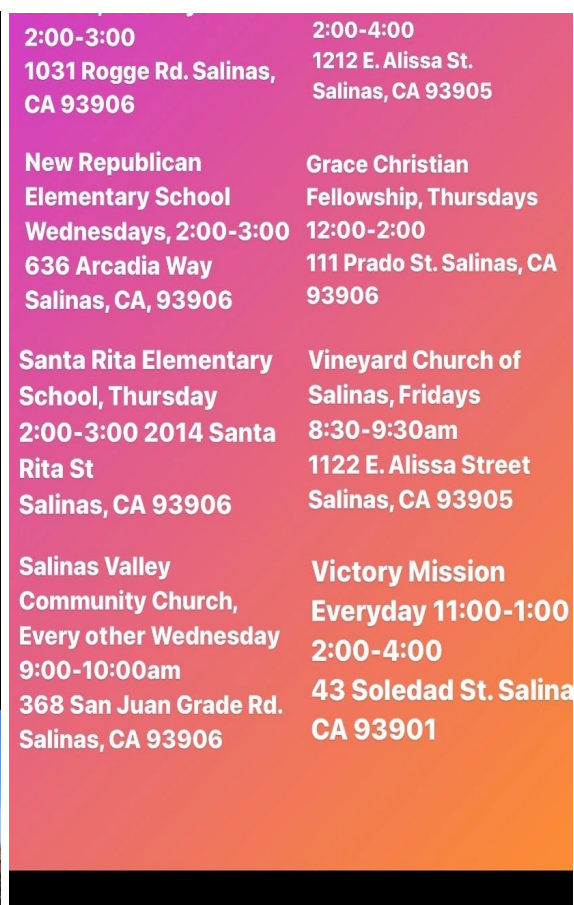 2:00-3:00
1031 Rogge Rd. Salinas,
CA 93906
New Republican
Elementary School
Wednesdays, 2:00-3:00
636 Arcadia Way
Salinas, CA, 93906
Santa Rita Elementary
School, Thursday
2:00-3:00 2014 Santa
Rita St
Salinas, CA 93906
Salinas Valley
Community Church,
Every other Wednesday
9:00-10:00am
368 San Juan Grade Rd.
Salinas, CA 93906
2:00-4:00
1212 E. Alissa St.
Salinas, CA 93905
Grace Christian
Fellowship, Thursdays
12:00-2:00
111 Prado St. Salinas, CA
93906
Vineyard Church of
Salinas, Fridays
8:30-9:30am
1122 E. Alissa Street
Salinas, CA 93905
Victory Mission
Everyday 11:00-1:00
2:00-4:00
43 Soledad St. Salina
CA 93901